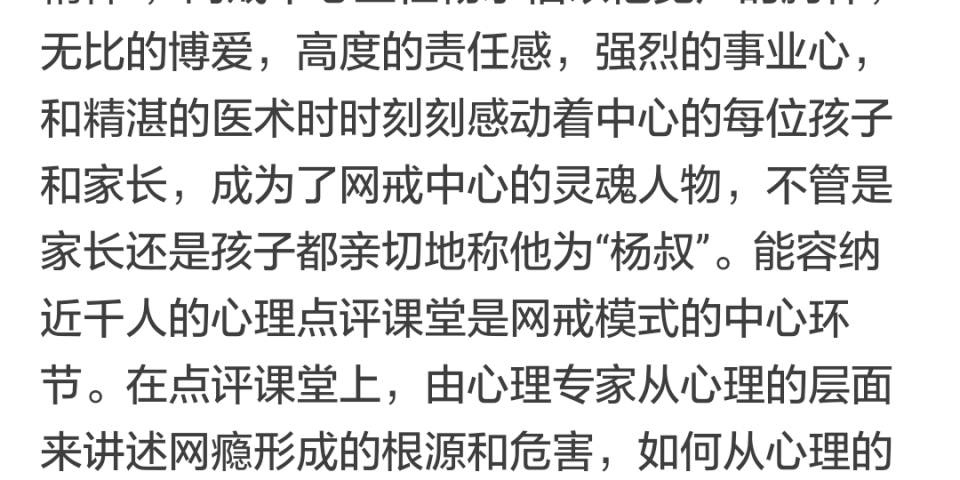 无比的博爱，高度的责任感，强烈的事业心，
和精湛的医术时时刻刻感动着中心的每位孩子
和家长，成为了网戒中心的灵魂人物，不管是
家长还是孩子都亲切地称他为“杨叔”。能容纳
近千人的心理点评课堂是网戒模式的中心环
节。在点评课堂上，由心理专家从心理的层面
来讲述网瘾形成的根源和危害，如何从心理的